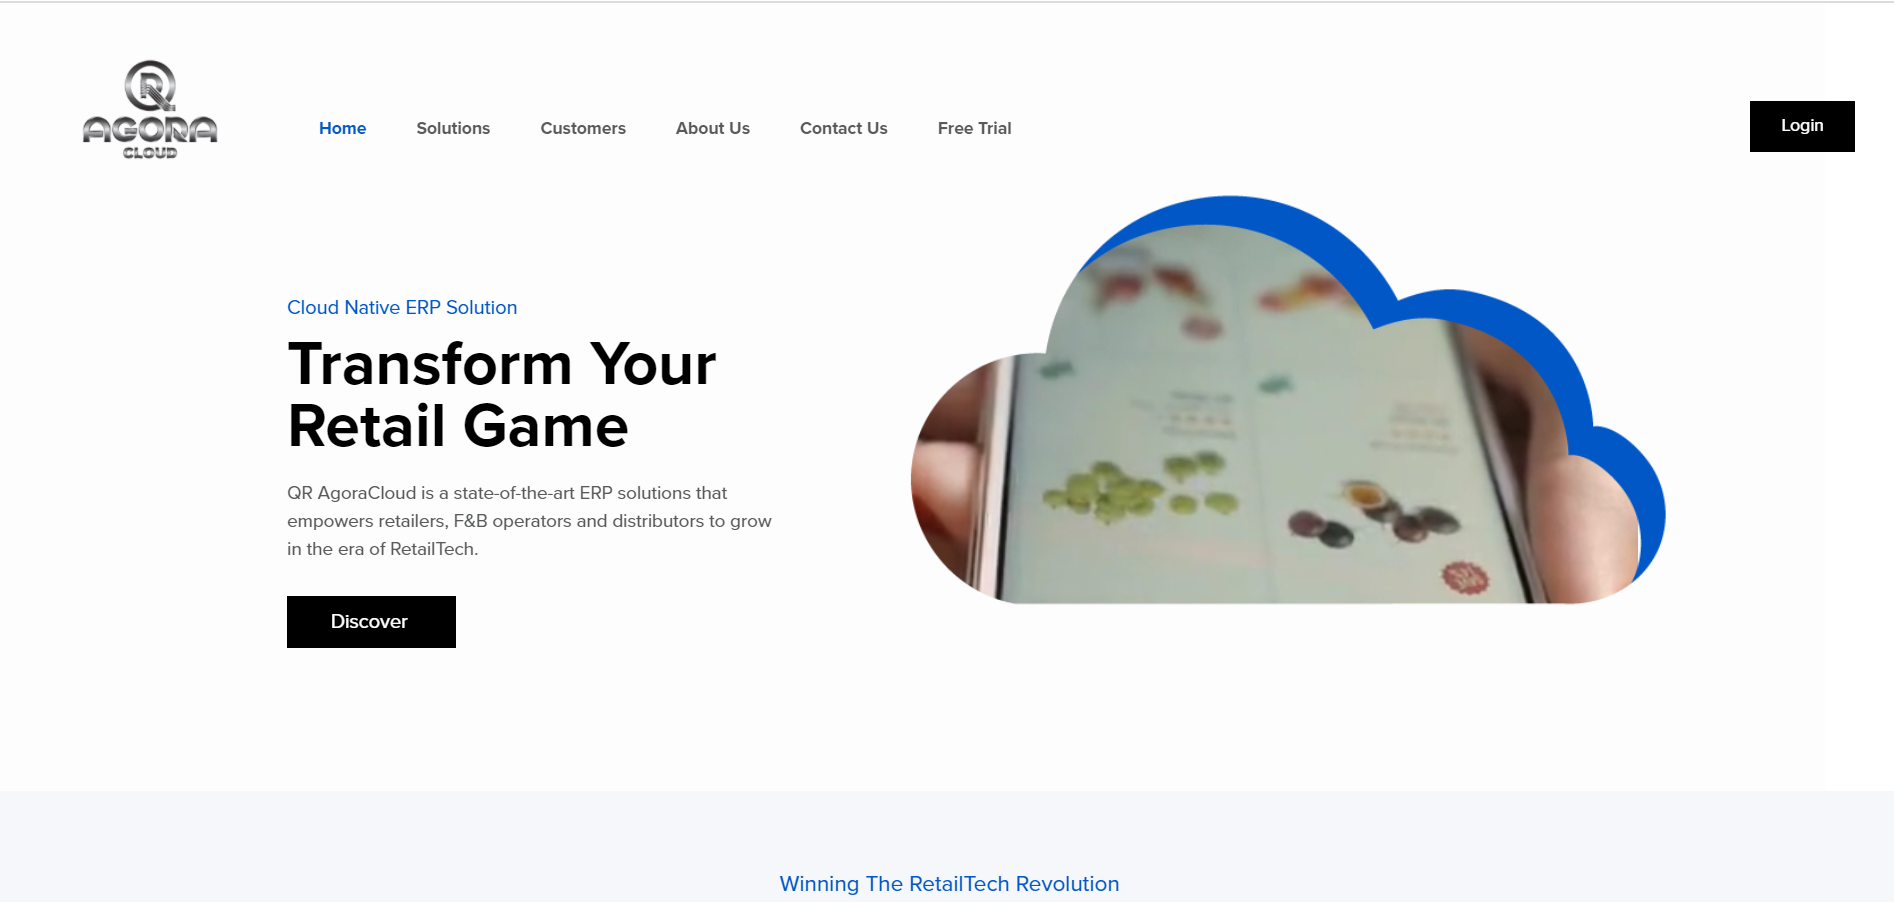 QR
AGORA
CLOUD
Home
Solutions
Customers
About Us
Contact Us
Free Trial
Login
Cloud Native ERP Solution
Transform Your
Retail Game
QR AgoraCloud is a state-of-the-art ERP solutions that
empowers retailers, F&B operators and distributors to grow
in the era of RetailTech.
Discover
Winning The RetailTech Revolution